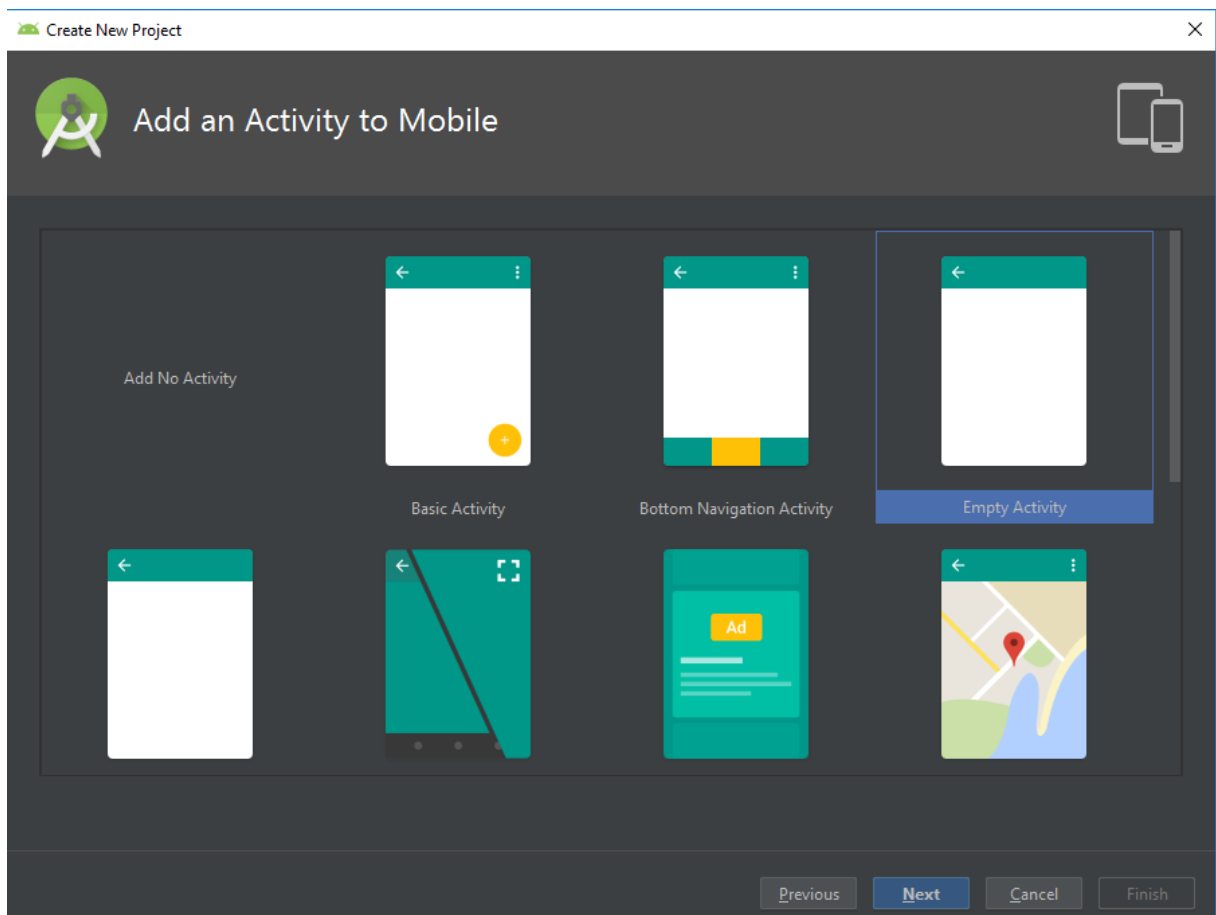 Create New Project
Add an Activity to Mobile
Add No Activity
Basic Activity
Bottom Navigation Activity
Empty Activity
Ad
Previous
Next
Cancel
Finish